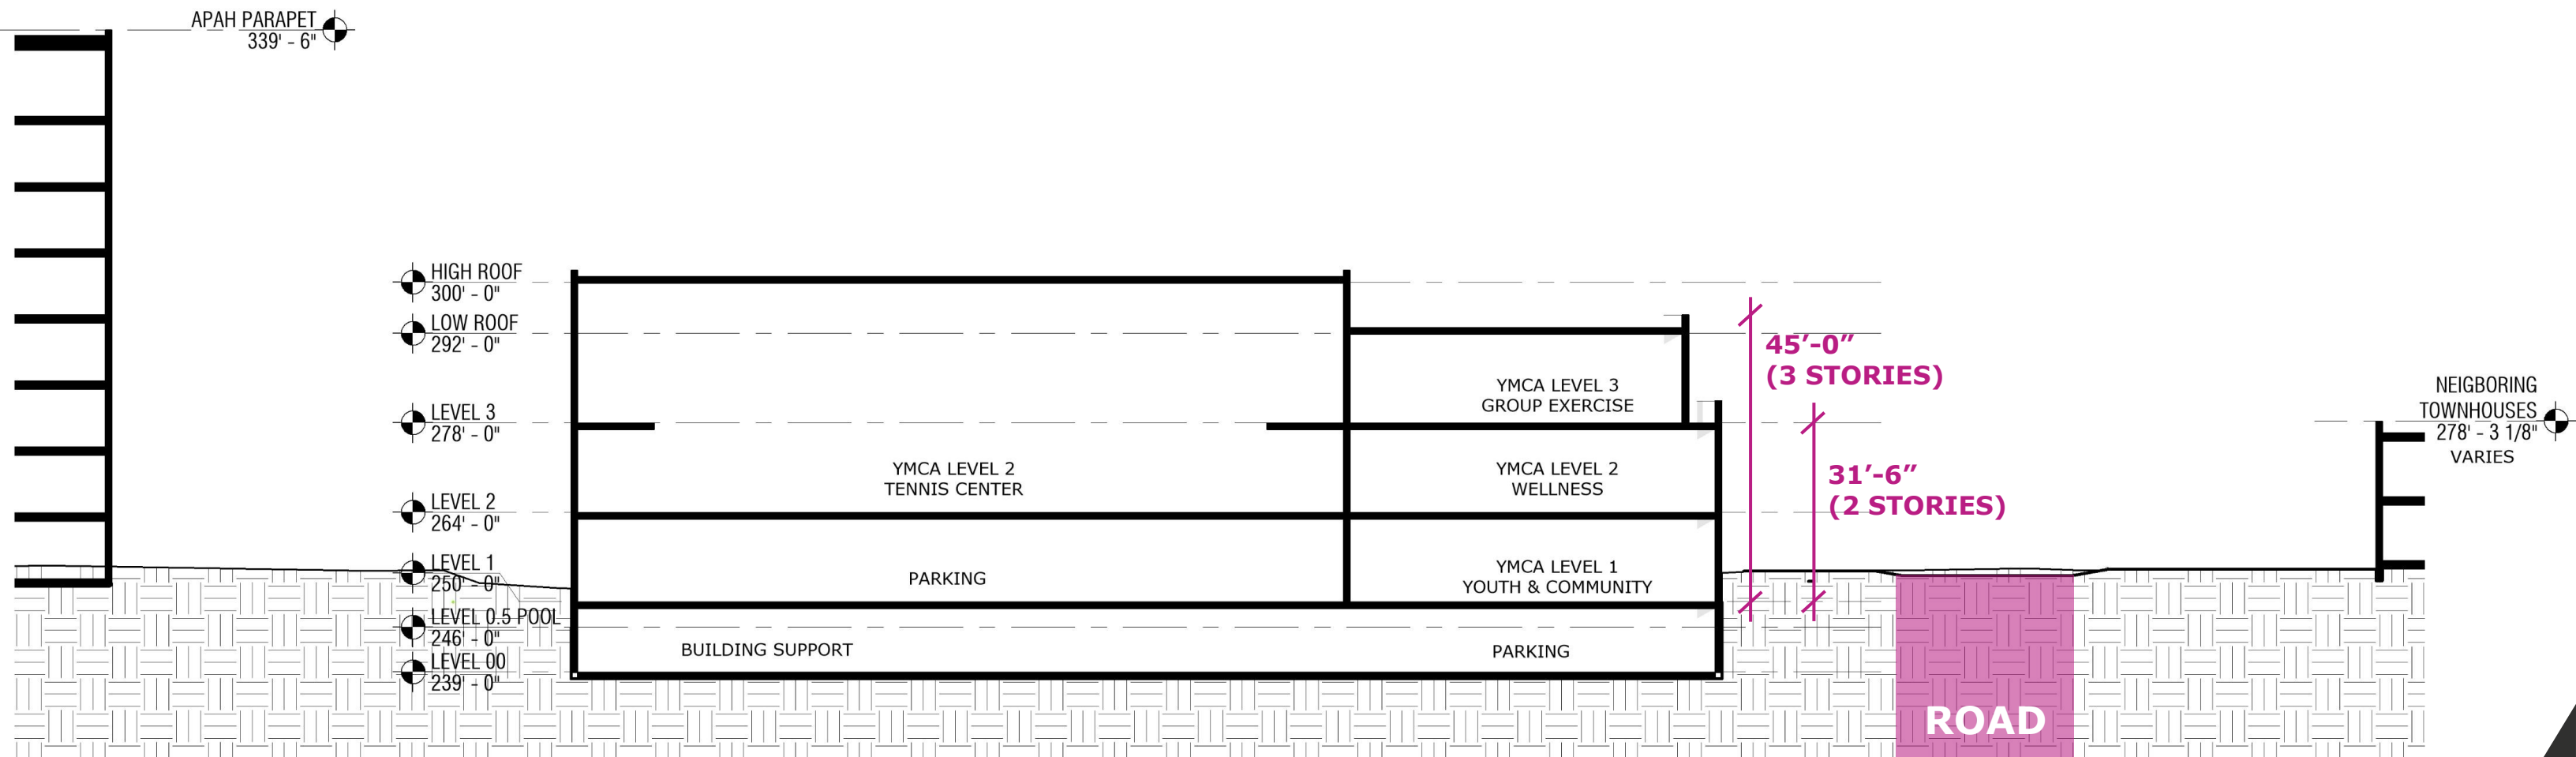 APAH PARAPET
339' - 6"
HIGH ROOF
300' - 0"
LOW ROOF
292' - 0"
LEVEL 3
278' - 0"
LEVEL 2
264' - 0"
LEVEL 1
250' - 0"
LEVEL 0.5 POOL
246' - 0"
LEVEL 00
239' - 0"
YMCA LEVEL 2
TENNIS CENTER
PARKING
BUILDING SUPPORT
YMCA LEVEL 3
GROUP EXERCISE
YMCA LEVEL 2
WELLNESS
YMCA LEVEL 1
YOUTH & COMMUNITY
PARKING
45’-0”
(3 STORIES)
31’-6”
(2 STORIES)
ROAD
NEIGBORING
TOWNHOUSES
278' - 3 1/8"
VARIES